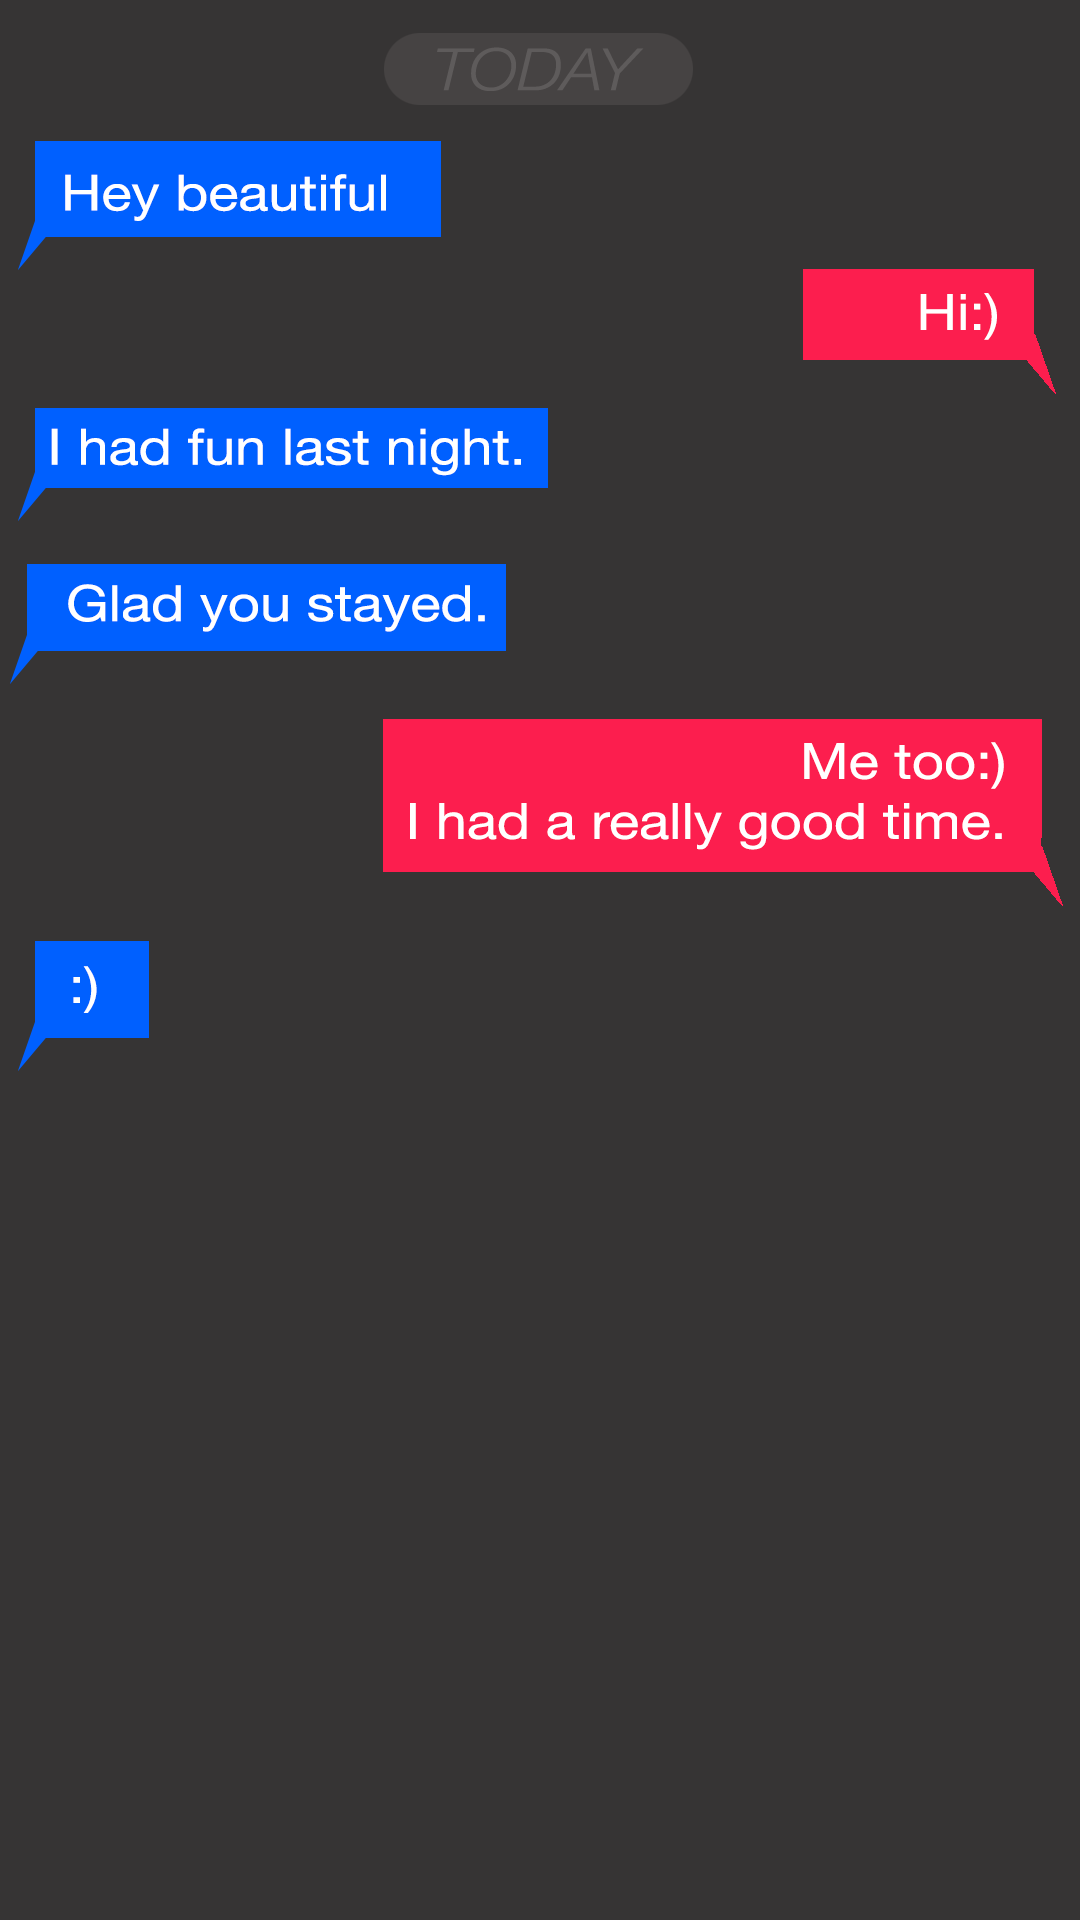 TODAY
Hey beautiful
Hi:)
I had fun last night.
Glad you stayed.
Me too:)
I had a really good time.
:)